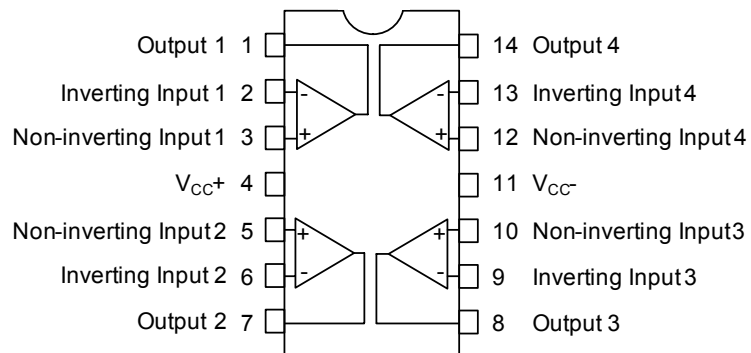 Output 1 1
Inverting Input 1 2
Non-inverting Input 1 3
VCC+ 4
Non-inverting Input 2 5
Inverting Input 2 6
Output 2 7
14 Output 4
13 Inverting Input 4
12 Non-inverting Input 4
11 VCC-
10 Non-inverting Input 3
9 Inverting Input 3
8 Output 3
-
+
-
+
+
-
+
-